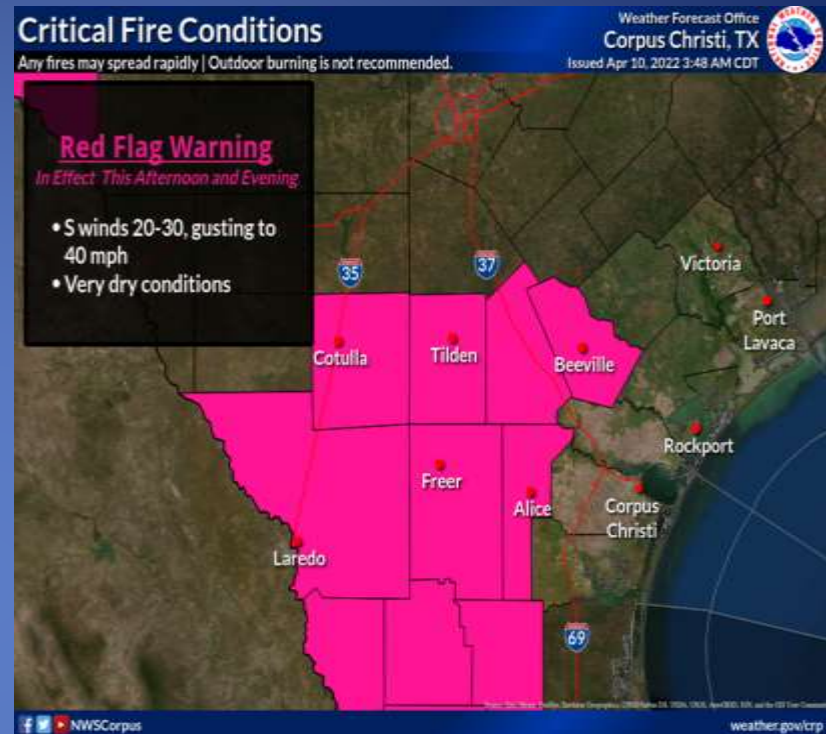 Critical Fire Conditions
Weather Forecast Office
Corpus Christi, TX
Any fires may spread rapidly | Outdoor burning is not recommended.
Issued Apr 10, 2022 3:48 AM CDT
Red Flag Warning
In Effect This Afternoon and Evening
• S winds 20-30, gusting to
40 mph
• Very dry conditions
35
37
Victoria
Port
Lavaca
Cotulla
Tilden
Beeville
Rockport
Freer
Alice
Corpus
Christi
Laredo
69
NWSCorpus
weather.gov/crp